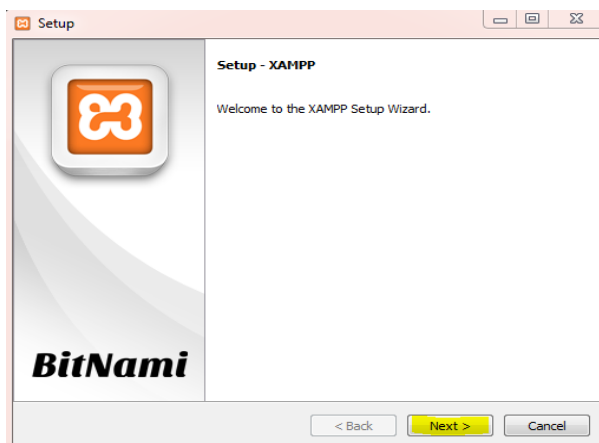 Setup
Setup - XAMPP
Welcome to the XAMPP Setup Wizard.
BitNami
< Back Next > Cancel